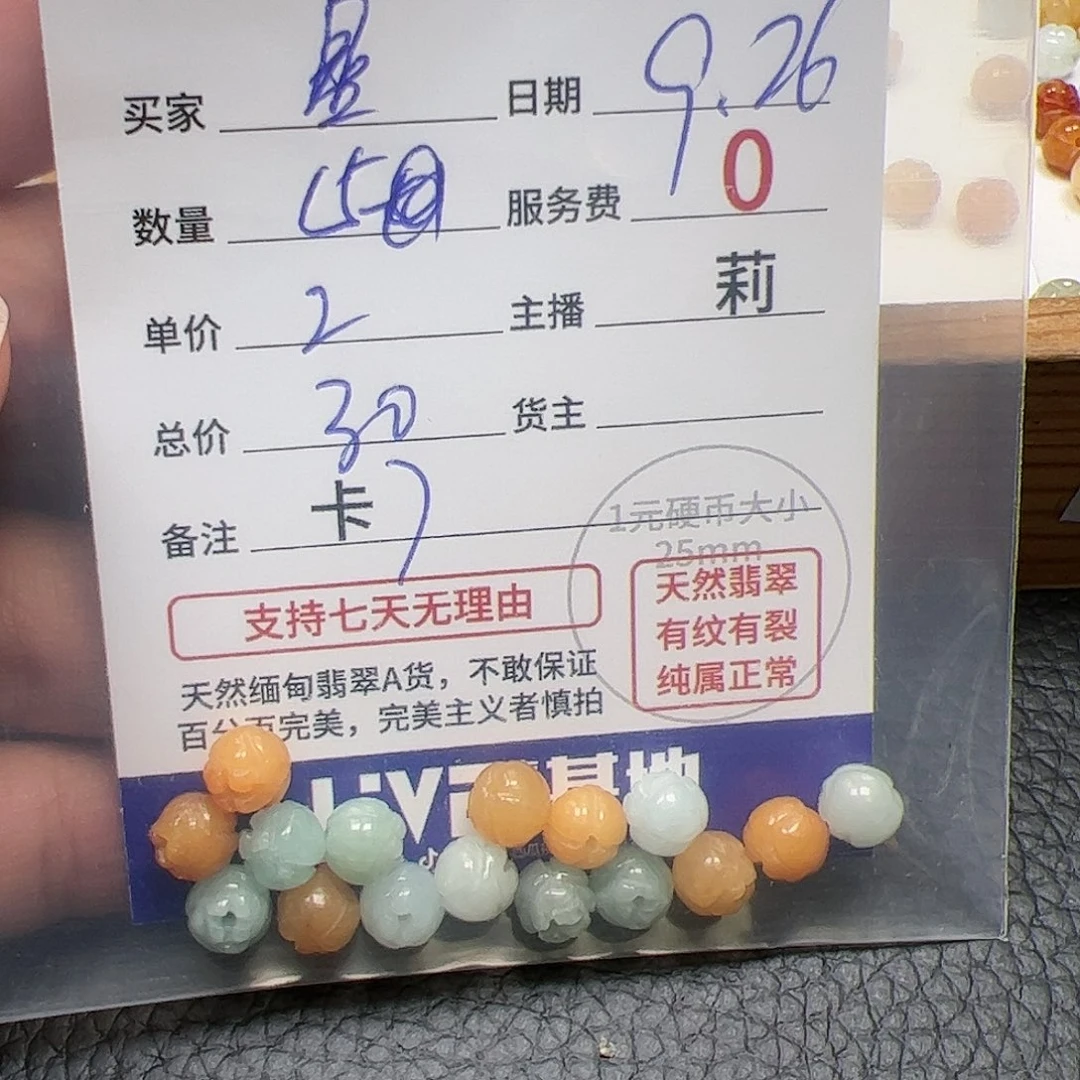 买家 昱 日期 9.26
数量 15 服务费 0
单价 2 主播 莉
总价 30 货主
备注 卡
1元硬币大小
25mm
支持七天无理由
天然翡翠
有纹有裂
纯属正常
天然缅甸翡翠A货，不敢保证
百分百完美，完美主义者慎拍
基地